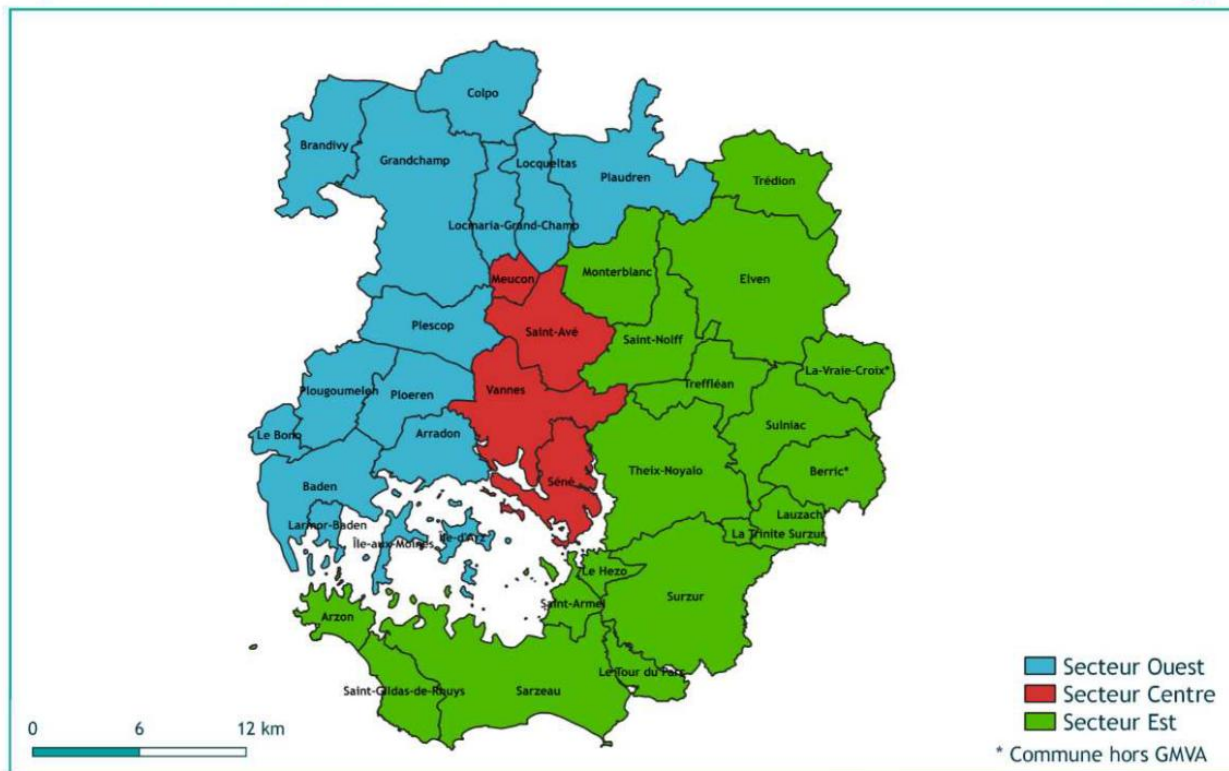 Colpo
Brandivy
Grandchamp
Locqueltas
Plaudren
Trédion
Locmaria-Grand-Champ
Meucon
Monterblanc
Elven
Plescop
Saint-Avé
Saint-Nolff
La-Vraie-Croix*
Plougoumelen
Ploeren
Vannes
Treffléan
Le Bono
Arradon
Sulniac
Theix-Noyalo
Berric*
Baden
Séné
Lauzach
Larmor-Baden
La Trinite Surzur
Île-aux-Moines
Île-d'Arz
Le Hezo
Saint-Armel
Surzur
Arzon
Le Tour du Parc
Saint-Gildas-de-Rhuys
Sarzeau
Secteur Ouest
Secteur Centre
Secteur Est
* Commune hors GMVA
0 6 12 km